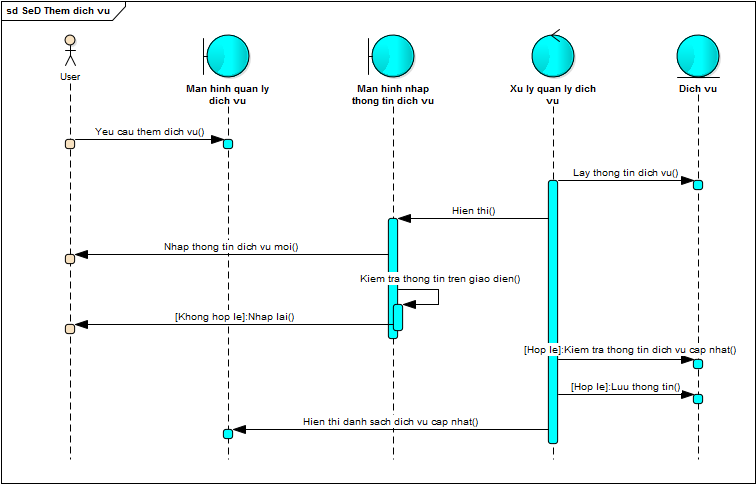 sd SeD Them dich vu
User
Man hinh quan ly
dich vu
Man hinh nhap
thong tin dich vu
Xu ly quan ly dich
vu
Dich vu
Yeu cau them dich vu()
Lay thong tin dich vu()
Hien thi()
Nhap thong tin dich vu moi()
Kiem tra thong tin tren giao dien()
[Khong hop le]:Nhap lai()
[Hop le]:Kiem tra thong tin dich vu cap nhat()
[Hop le]:Luu thong tin()
Hien thi danh sach dich vu cap nhat()